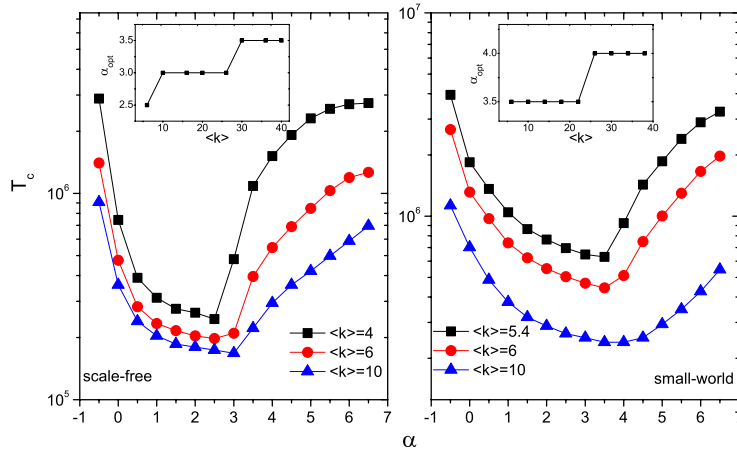 T_c
10^6
10^5
-1 0 1 2 3 4 5 6 7
scale-free
<k>=4
<k>=6
<k>=10
α_opt
3.5
3.0
2.5
10 20 30 40
<k>
10^7
10^6
-1 0 1 2 3 4 5 6 7
small-world
<k>=5.4
<k>=6
<k>=10
α_opt
4.0
3.5
10 20 30 40
<k>
α